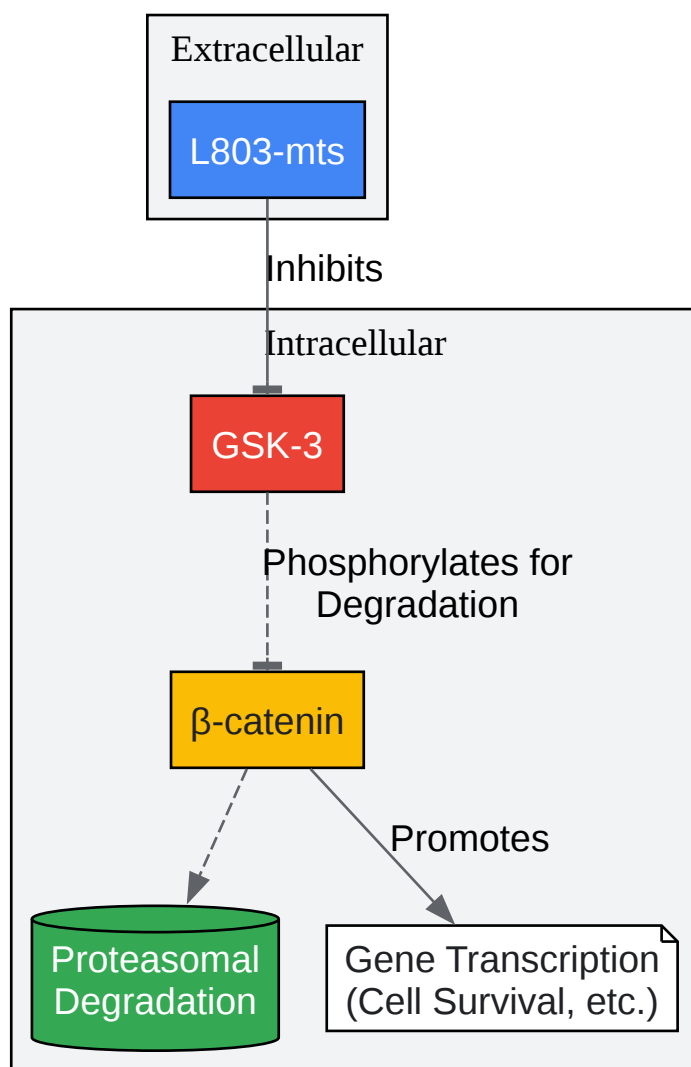 Extracellular
L803-mts
Inhibits
Intracellular
GSK-3
Phosphorylates for
Degradation
β-catenin
Promotes
Proteasomal
Degradation
Gene Transcription
(Cell Survival, etc.)